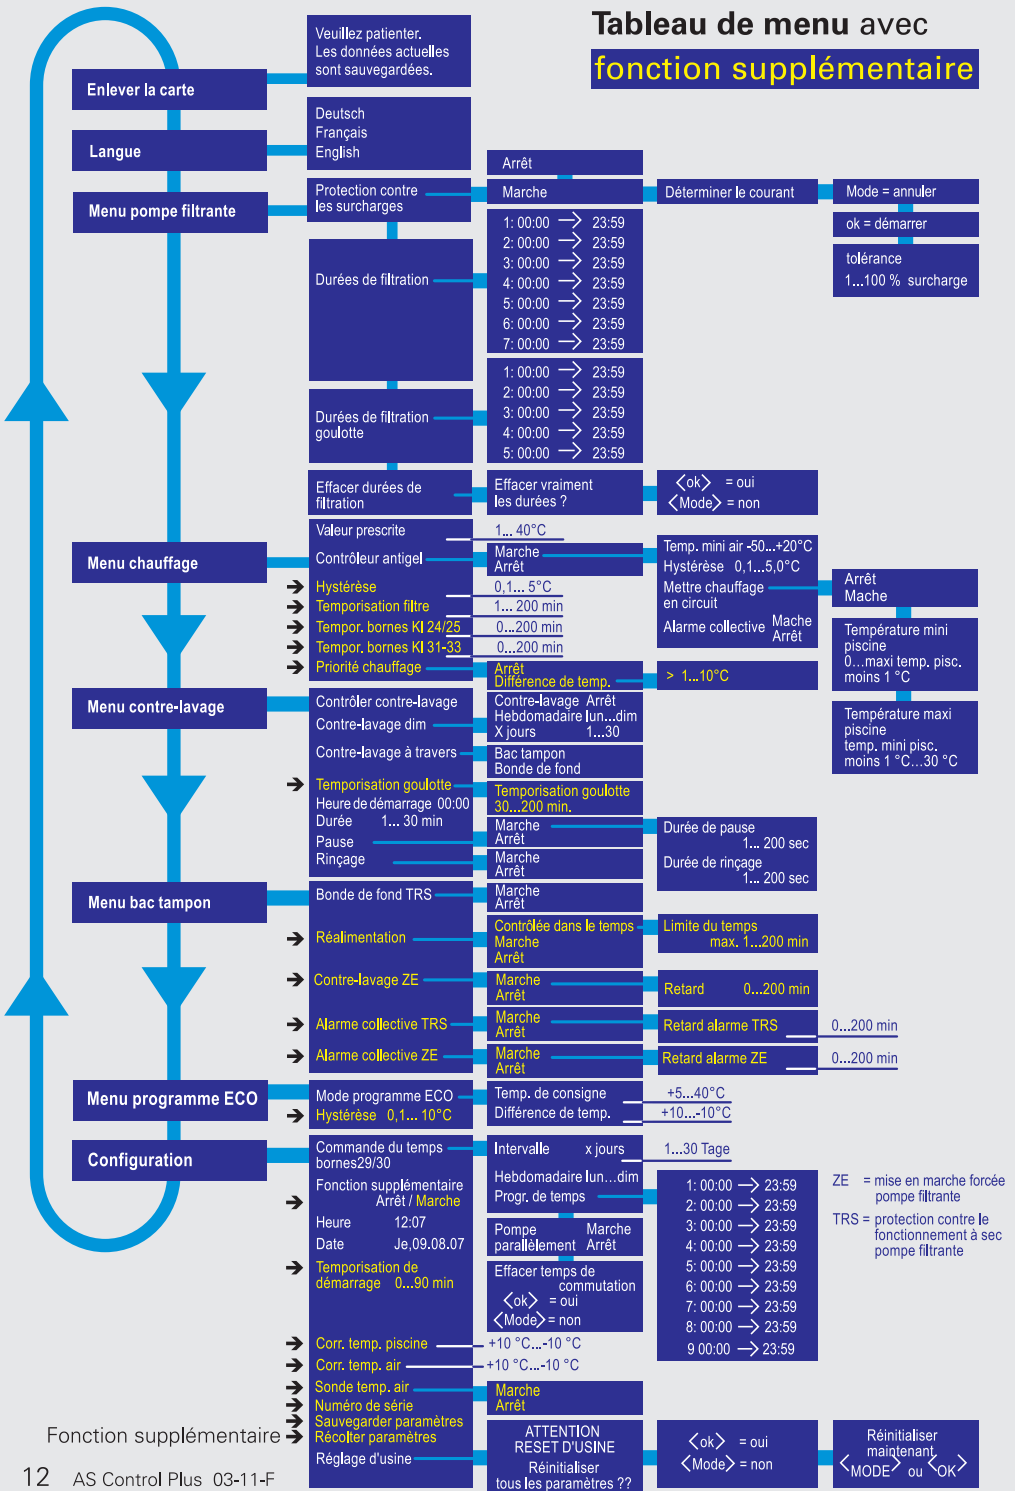 Tableau de menu avec
fonction supplémentaire
Veuillez patienter.
Les données actuelles
sont sauvegardées.
Enlever la carte
Deutsch
Français
English
Langue
Menu pompe filtrante
Protection contre
les surcharges
Arrêt
Marche
Déterminer le courant
Mode = annuler
ok = démarrer
tolérance
1...100 % surcharge
Durées de filtration
1: 00:00 → 23:59
2: 00:00 → 23:59
3: 00:00 → 23:59
4: 00:00 → 23:59
5: 00:00 → 23:59
6: 00:00 → 23:59
7: 00:00 → 23:59
Durées de filtration
goulotte
1: 00:00 → 23:59
2: 00:00 → 23:59
3: 00:00 → 23:59
4: 00:00 → 23:59
5: 00:00 → 23:59
Effacer durées de
filtration
Effacer vraiment
les durées ?
<ok> = oui
<Mode> = non
Menu chauffage
Valeur prescrite
1... 40°C
Contrôleur antigel
Marche
Arrêt
Temp. mini air -50...+20°C
Hystérèse 0,1...5,0°C
Mettre chauffage
en circuit
Alarme collective Mache
Arrêt
Arrêt
Mache
Température mini
piscine
0...maxi temp. pisc.
moins 1 °C
Température maxi
piscine
temp. mini pisc.
moins 1 °C...30 °C
➔ Hystérèse
0,1... 5°C
➔ Temporisation filtre
1... 200 min
➔ Tempor. bornes Kl 24/25
0...200 min
➔ Tempor. bornes Kl 31-33
0...200 min
➔ Priorité chauffage
Arrêt
Différence de temp.
> 1...10°C
Menu contre-lavage
Contrôler contre-lavage
Contre-lavage dim
Contre-lavage Arrêt
Hebdomadaire lun...dim
X jours 1...30
Contre-lavage à travers
Bac tampon
Bonde de fond
➔ Temporisation goulotte
Temporisation goulotte
30...200 min.
Heure de démarrage 00:00
Durée 1... 30 min
Pause
Marche
Arrêt
Durée de pause
1... 200 sec
Durée de rinçage
1... 200 sec
Rinçage
Marche
Arrêt
Menu bac tampon
Bonde de fond TRS
Marche
Arrêt
➔ Réalimentation
Contrôlée dans le temps
Marche
Arrêt
Limite du temps
max. 1...200 min
➔ Contre-lavage ZE
Marche
Arrêt
Retard 0...200 min
➔ Alarme collective TRS
Marche
Arrêt
Retard alarme TRS
0...200 min
➔ Alarme collective ZE
Marche
Arrêt
Retard alarme ZE
0...200 min
Menu programme ECO
Mode programme ECO
➔ Hystérèse 0,1... 10°C
Temp. de consigne
+5...40°C
Différence de temp.
+10...-10°C
Configuration
Commande du temps
bornes29/30
Intervalle x jours
1...30 Tage
Hebdomadaire lun...dim
Progr. de temps
1: 00:00 → 23:59
2: 00:00 → 23:59
3: 00:00 → 23:59
4: 00:00 → 23:59
5: 00:00 → 23:59
6: 00:00 → 23:59
7: 00:00 → 23:59
8: 00:00 → 23:59
9 00:00 → 23:59
ZE = mise en marche forcée
pompe filtrante
TRS = protection contre le
fonctionnement à sec
pompe filtrante
Pompe Marche
parallèlement Arrêt
Effacer temps de
commutation
<ok> = oui
<Mode> = non
Fonction supplémentaire
➔ Arrêt / Marche
Heure 12:07
Date Je,09.08.07
➔ Temporisation de
démarrage 0...90 min
➔ Corr. temp. piscine
+10 °C...-10 °C
➔ Corr. temp. air
+10 °C...-10 °C
➔ Sonde temp. air
Marche
Arrêt
➔ Numéro de série
➔ Sauvegarder paramètres
Fonction supplémentaire ➔ Récolter paramètres
Réglage d'usine
ATTENTION
RESET D'USINE
Réinitialiser
tous les paramètres ??
<ok> = oui
<Mode> = non
Réinitialiser
maintenant
<MODE> ou <OK>
12 AS Control Plus 03-11-F